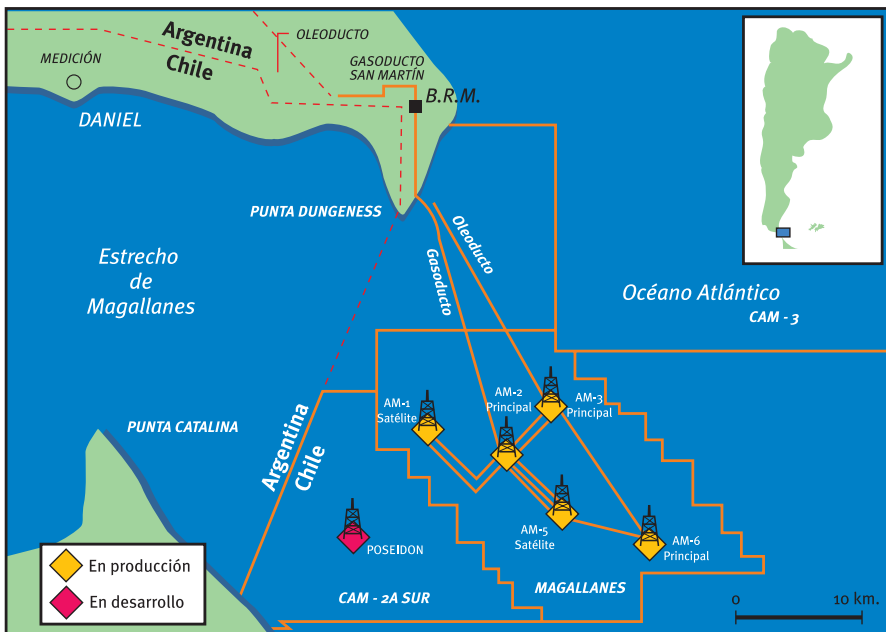 Argentina
Chile
OLEODUCTO
MEDICIÓN
GASODUCTO
SAN MARTÍN
B.R.M.
DANIEL
PUNTA DUNGENESS
Oleoducto
Gasoducto
Estrecho
de
Magallanes
Océano Atlántico
CAM - 3
AM-1
Satélite
AM-2
Principal
AM-3
Principal
PUNTA CATALINA
Argentina
Chile
AM-5
Satélite
AM-6
Principal
POSEIDON
En producción
En desarrollo
CAM - 2A SUR
MAGALLANES
0 10 km.